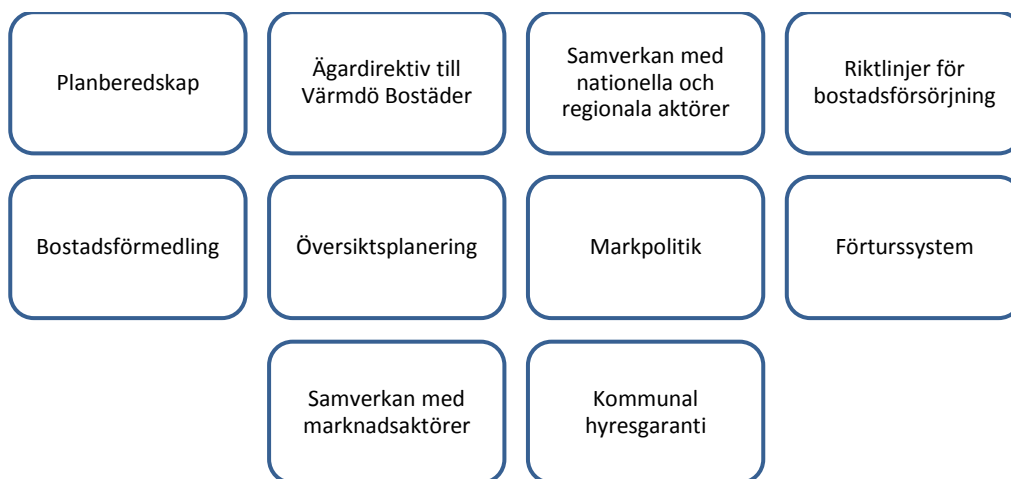 Planberedskap
Ägardirektiv till
Värmdö Bostäder
Samverkan med
nationella och
regionala aktörer
Riktlinjer för
bostadsförsörjning
Bostadsförmedling
Översiktsplanering
Markpolitik
Förturssystem
Samverkan med
marknadsaktörer
Kommunal
hyresgaranti